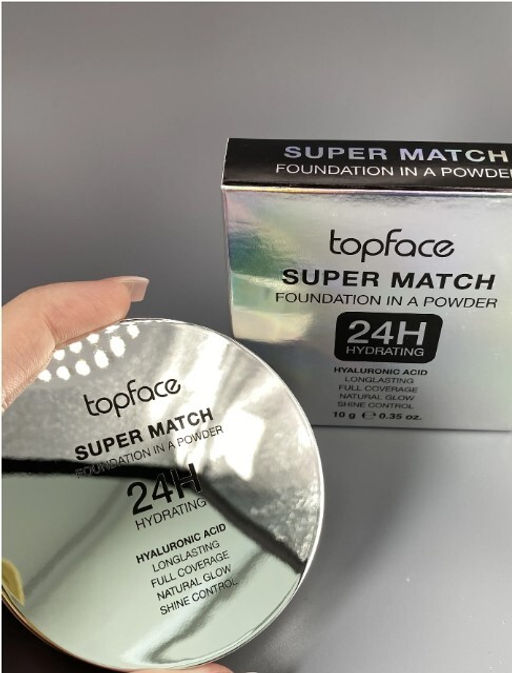 SUPER MATCH
FOUNDATION IN A POWDER
topface
SUPER MATCH
FOUNDATION IN A POWDER
24H
HYDRATING
HYALURONIC ACID
LONGLASTING
FULL COVERAGE
NATURAL GLOW
SHINE CONTROL
10 g ℮ 0.35 oz.
topface
SUPER MATCH
FOUNDATION IN A POWDER
24H
HYDRATING
HYALURONIC ACID
LONGLASTING
FULL COVERAGE
NATURAL GLOW
SHINE CONTROL